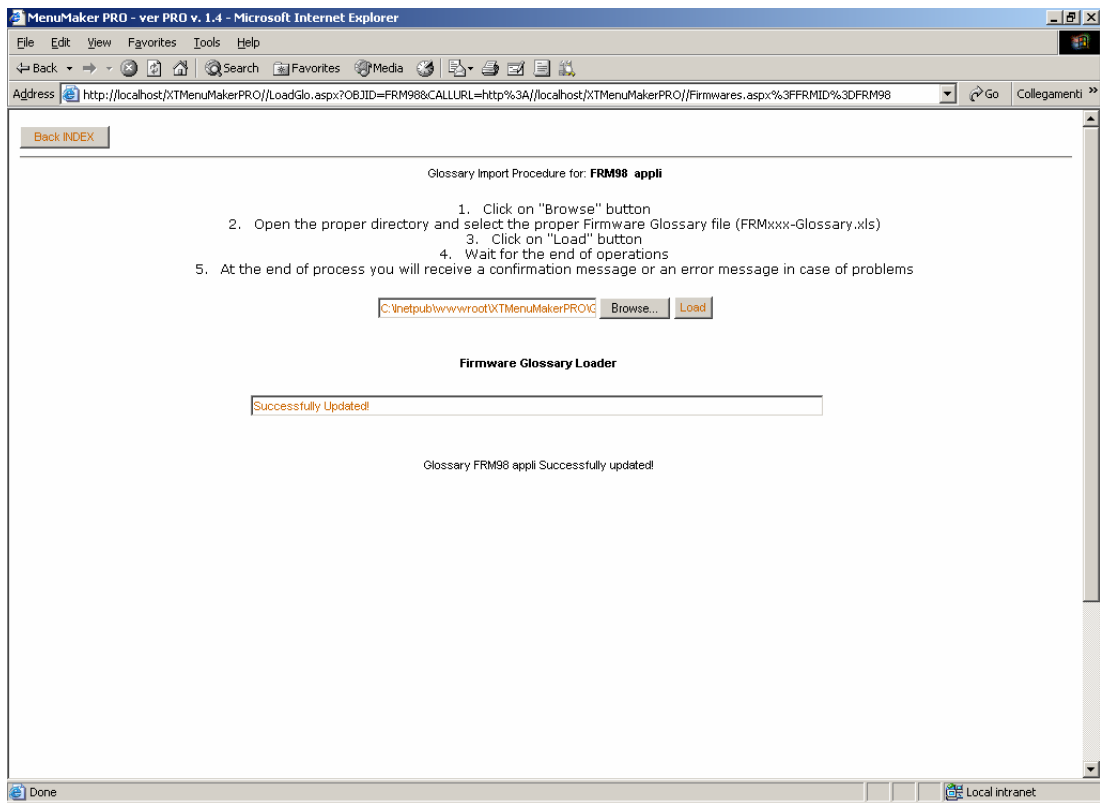 MenuMaker PRO - ver PRO v. 1.4 - Microsoft Internet Explorer
File Edit View Favorites Tools Help
Back Search Favorites Media
Address http://localhost/XTMenuMakerPRO//LoadGlo.aspx?OBJID=FRM98&CALLURL=http%3A//localhost/XTMenuMakerPRO//Firmwares.aspx%3FFRMID%3DFRM98 Go Collegamenti »
Back INDEX
Glossary Import Procedure for: FRM98 appli
1. Click on "Browse" button
2. Open the proper directory and select the proper Firmware Glossary file (FRMxxx-Glossary.xls)
3. Click on "Load" button
4. Wait for the end of operations
5. At the end of process you will receive a confirmation message or an error message in case of problems
C:\Inetpub\wwwroot\XTMenuMakerPRO\G Browse... Load
Firmware Glossary Loader
Successfully Updated!
Glossary FRM98 appli Successfully updated!
Done Local intranet